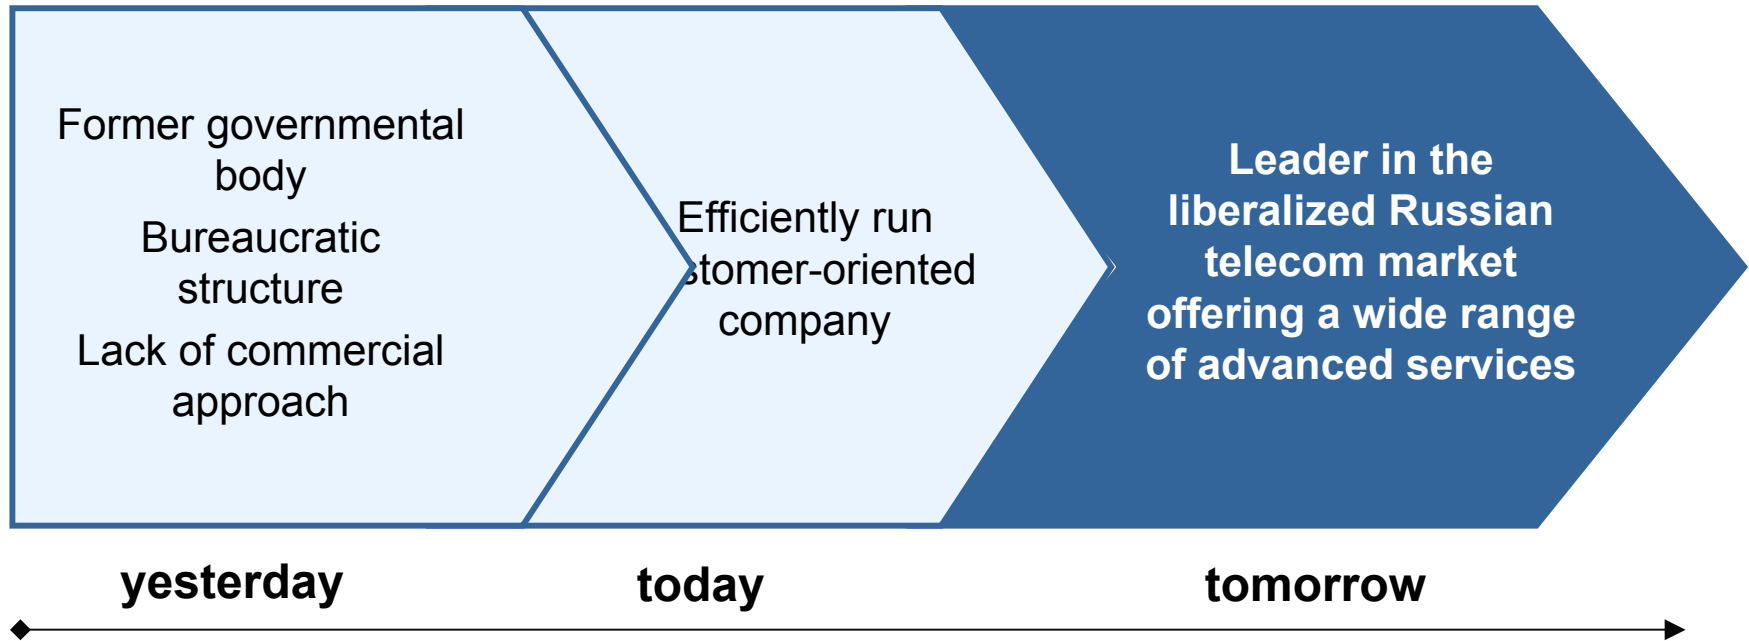 Former governmental
body
Bureaucratic
structure
Lack of commercial
approach
Efficiently run
stomer-oriented
company
Leader in the
liberalized Russian
telecom market
offering a wide range
of advanced services
yesterday
today
tomorrow